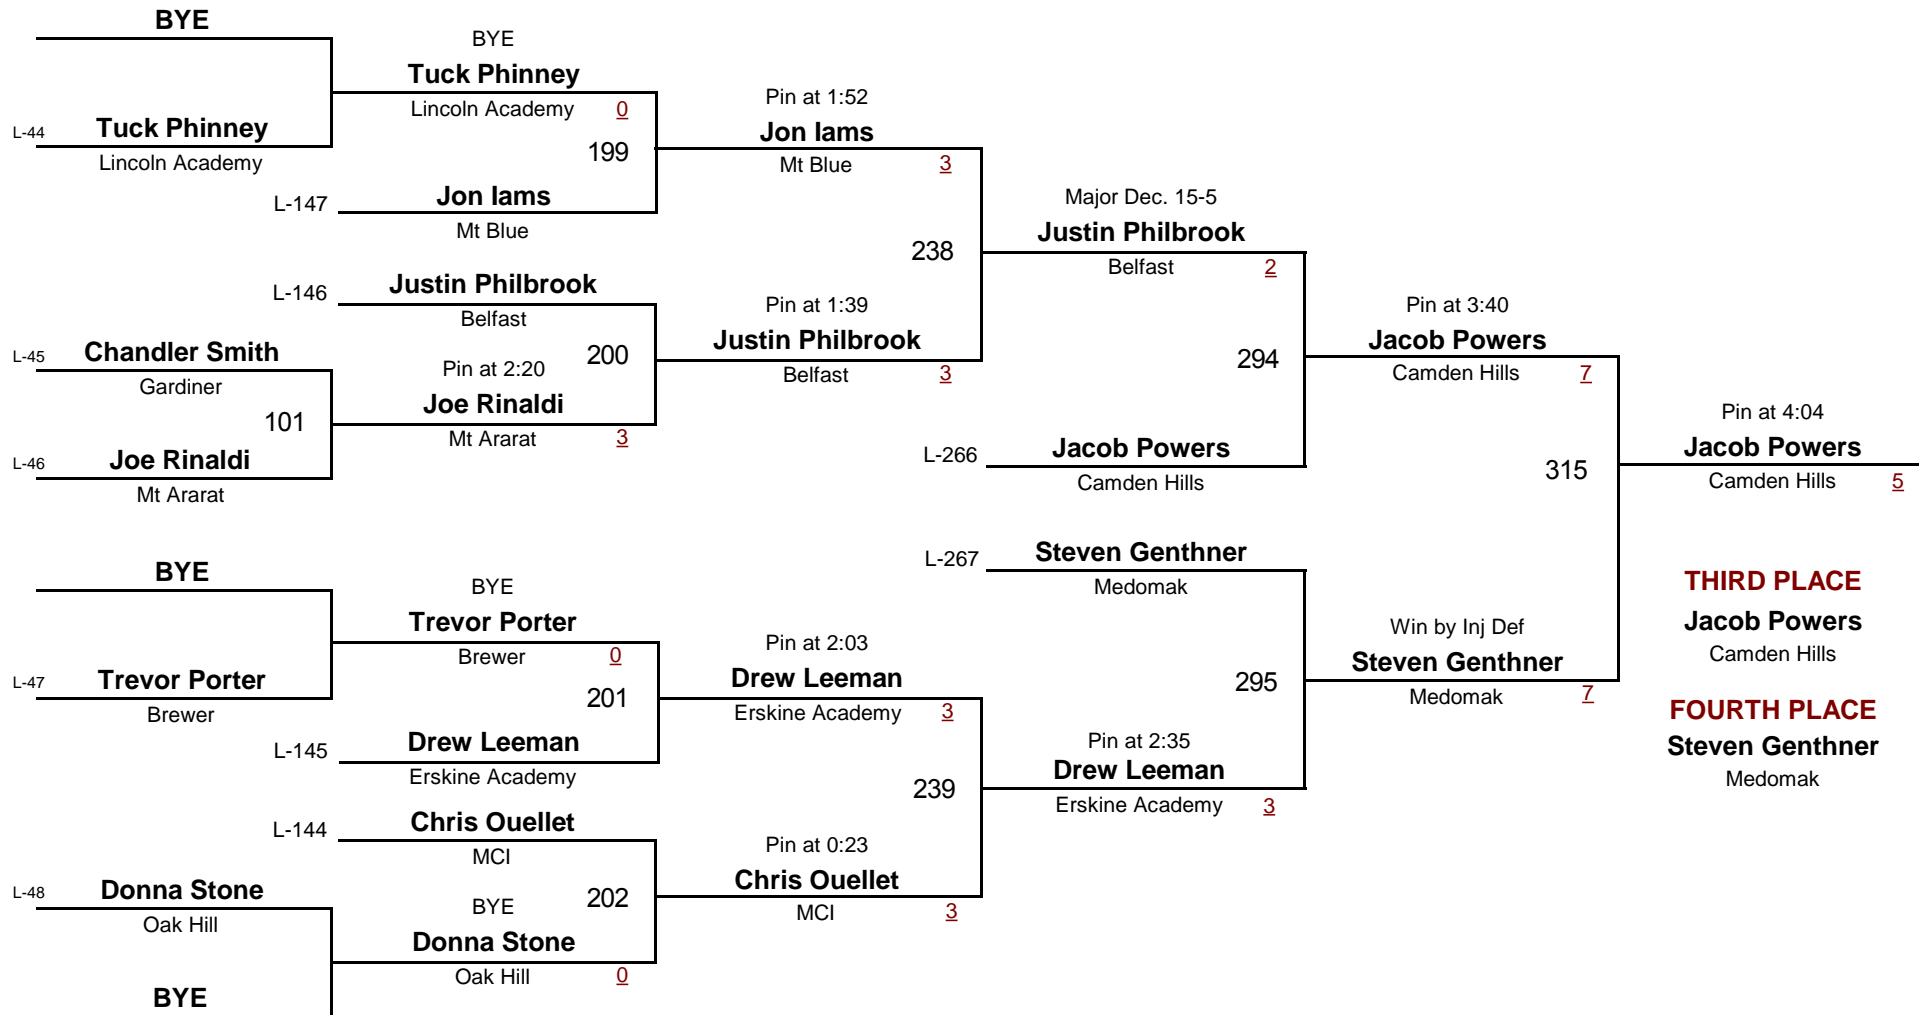 BYE
BYE
Tuck Phinney
Lincoln Academy 0
L-44 Tuck Phinney
Lincoln Academy
199
L-147 Jon Iams
Mt Blue
Pin at 1:52
Jon Iams
Mt Blue 3
238
L-146 Justin Philbrook
Belfast
200
L-45 Chandler Smith
Gardiner
101
Pin at 2:20
Joe Rinaldi
Mt Ararat 3
L-46 Joe Rinaldi
Mt Ararat
Pin at 1:39
Justin Philbrook
Belfast 3
Major Dec. 15-5
Justin Philbrook
Belfast 2
294
L-266 Jacob Powers
Camden Hills
Pin at 3:40
Jacob Powers
Camden Hills 7
315
Pin at 4:04
Jacob Powers
Camden Hills 5
BYE
BYE
Trevor Porter
Brewer 0
L-47 Trevor Porter
Brewer
201
L-145 Drew Leeman
Erskine Academy
Pin at 2:03
Drew Leeman
Erskine Academy 3
239
L-144 Chris Ouellet
MCI
202
L-48 Donna Stone
Oak Hill
BYE
Donna Stone
Oak Hill 0
BYE
Pin at 0:23
Chris Ouellet
MCI 3
L-267 Steven Genthner
Medomak
295
Pin at 2:35
Drew Leeman
Erskine Academy 3
Win by Inj Def
Steven Genthner
Medomak 7
THIRD PLACE
Jacob Powers
Camden Hills
FOURTH PLACE
Steven Genthner
Medomak